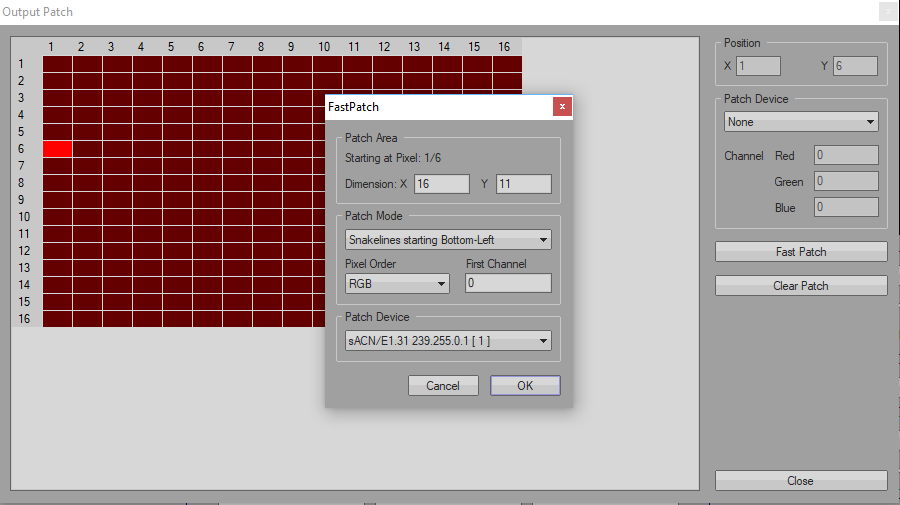 Output Patch
x
1 2 3 4 5 6 7 8 9 10 11 12 13 14 15 16
1
2
3
4
5
6
7
8
9
10
11
12
13
14
15
16
FastPatch
x
Patch Area
Starting at Pixel: 1/6
Dimension: X 16 Y 11
Patch Mode
Snakelines starting Bottom-Left
Pixel Order First Channel
RGB 0
Patch Device
sACN/E1.31 239.255.0.1 [ 1 ]
Cancel OK
Position
X 1 Y 6
Patch Device
None
Channel Red 0
Green 0
Blue 0
Fast Patch
Clear Patch
Close